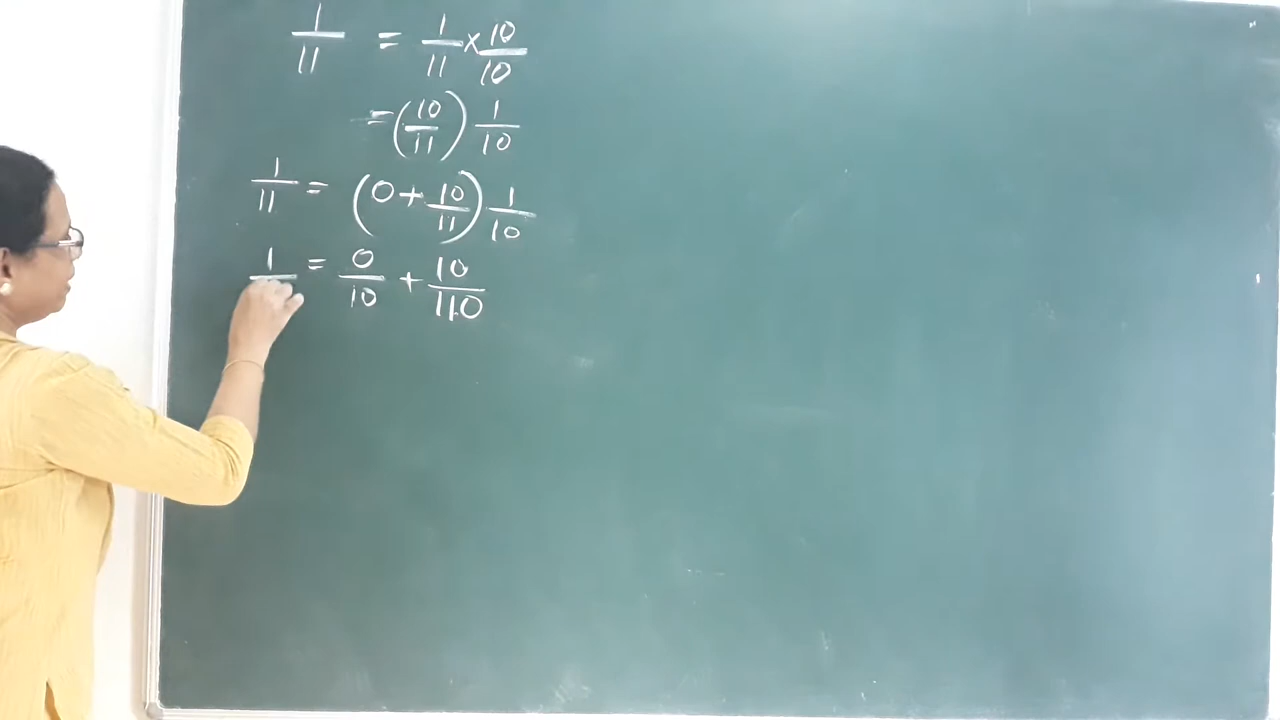 1/11 = 1/11 × 10/10
= (10/11) 1/10
1/11 = (0 + 10/11) 1/10
1/ = 0/10 + 10/110